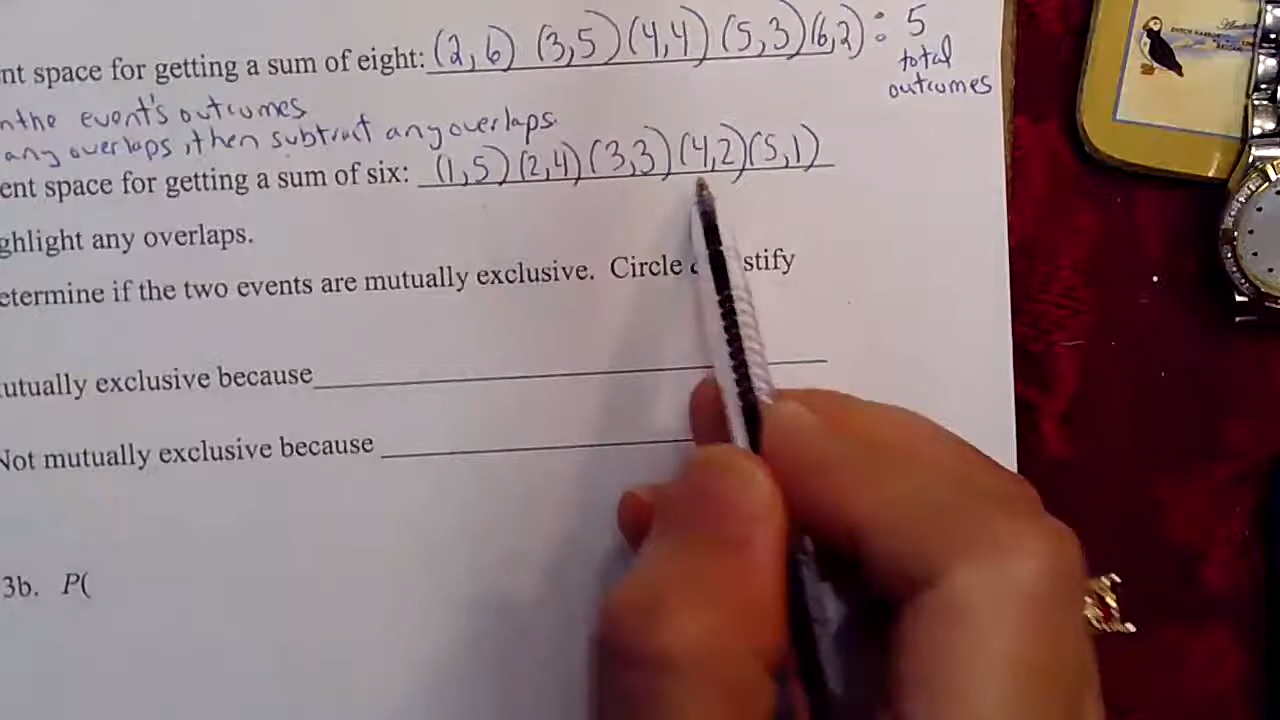 nt space for getting a sum of eight: (2,6) (3,5) (4,4) (5,3) (6,2) : 5
total
outcomes
the event's outcomes
any overlaps, then subtract any overlaps.
ent space for getting a sum of six: (1,5) (2,4) (3,3) (4,2) (5,1)
ghlight any overlaps.
etermine if the two events are mutually exclusive. Circle stify
utually exclusive because
Not mutually exclusive because
3b. P(
DUTCH HARBOR